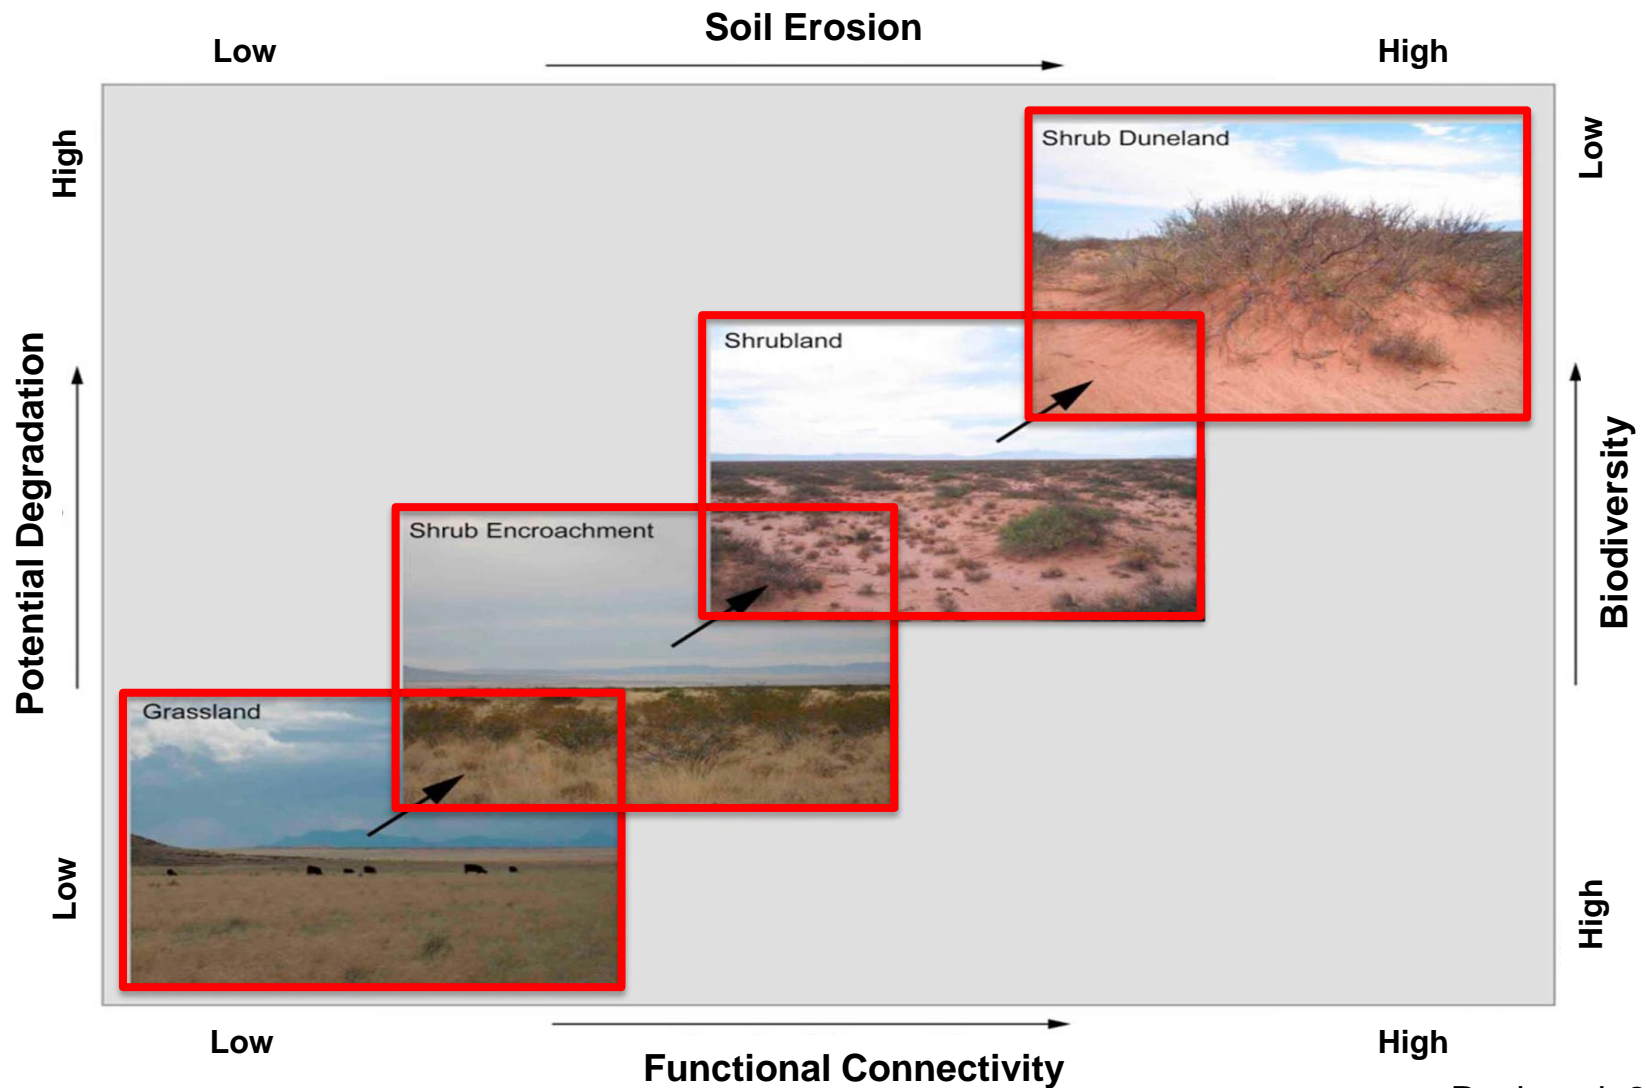 Soil Erosion
Low
High
High
Low
Shrub Duneland
Shrubland
Potential Degradation
Biodiversity
Shrub Encroachment
Grassland
Low
High
Low
High
Functional Connectivity